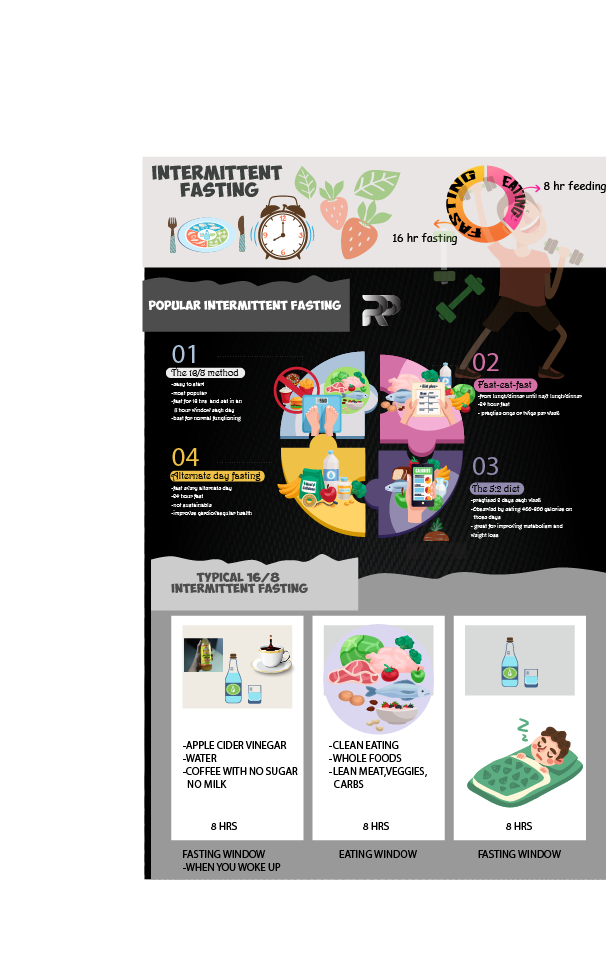 INTERMITTENT
FASTING
FASTING
EATING
8 hr feeding
16 hr fasting
POPULAR INTERMITTENT FASTING
01
The 16/8 method
-easy to start
-most popular
-fast for 16 hrs and eat in an
8 hour window each day
-best for normal functioning
02
Fast-eat-fast
-from lunch/dinner until next lunch/dinner
-24 hour fast
- practise once or twice per week
04
Alternate day fasting
-fast every alternate day
-24 hour fast
-not sustainable
-improves cardiovascular health
03
The 5:2 diet
-practised 2 days each week
-Observed by eating 400-500 calories on
those days
- great for improving metabolism and
weight loss
diet plan
TYPICAL 16/8
INTERMITTENT FASTING
-APPLE CIDER VINEGAR
-WATER
-COFFEE WITH NO SUGAR
NO MILK
8 HRS
FASTING WINDOW
-WHEN YOU WOKE UP
-CLEAN EATING
-WHOLE FOODS
-LEAN MEAT,VEGGIES,
CARBS
8 HRS
EATING WINDOW
8 HRS
FASTING WINDOW